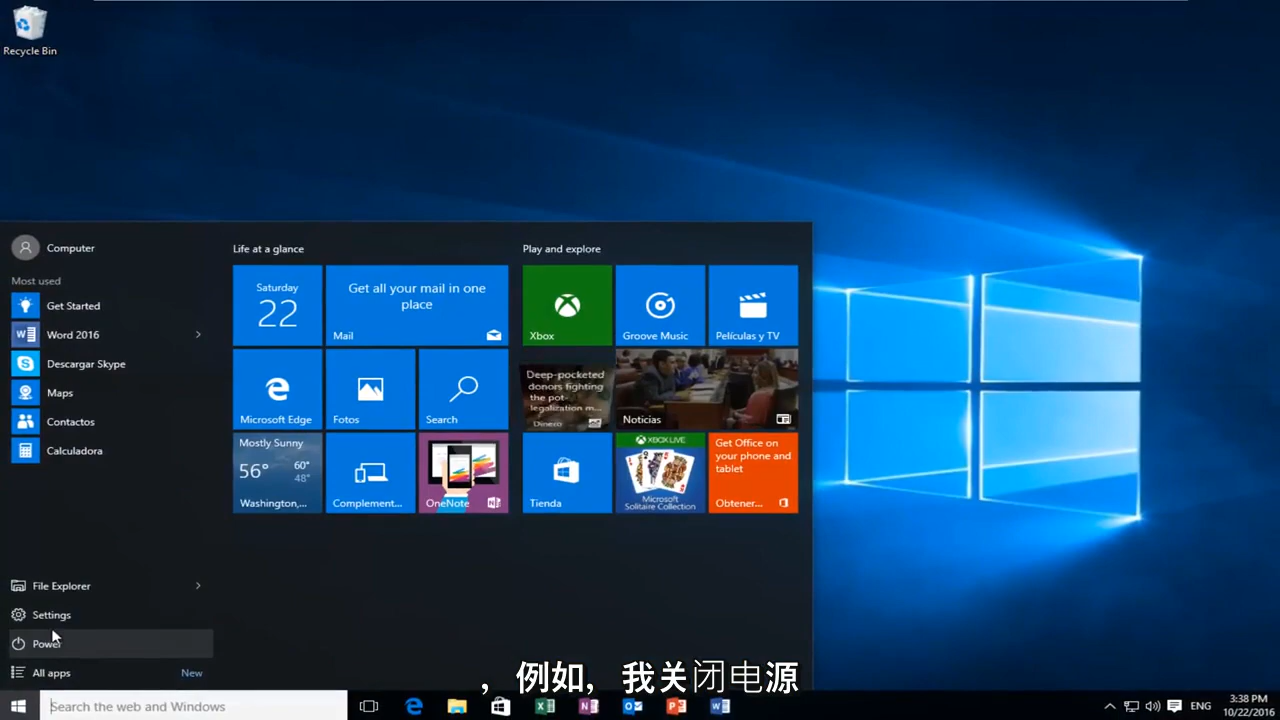 Recycle Bin
Computer
Most used
Get Started
Word 2016
Descargar Skype
Maps
Contactos
Calculadora
File Explorer
Settings
Power
All apps
New
Life at a glance
Saturday
22
Get all your mail in one
place
Mail
Microsoft Edge
Fotos
Search
Mostly Sunny
56°
60°
48°
Washington,...
Complement...
OneNote
Play and explore
Xbox
Groove Music
Películas y TV
Deep-pocketed
donors fighting
the pot-
legalization m...
Dinero
Noticias
Tienda
XBOX LIVE
Microsoft
Solitaire Collection
Get Office on
your phone and
tablet
Obtener...
，例如，我关闭电源
Search the web and Windows
ENG
3:38 PM
10/22/2016